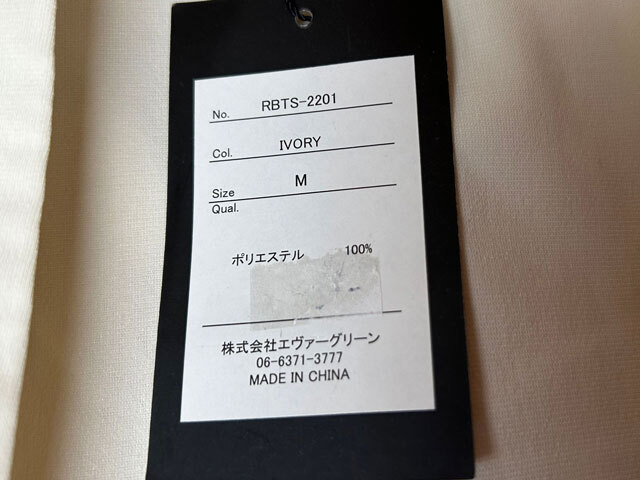 No. RBTS-2201
Col. IVORY
Size M
Qual.
ポリエステル 100%
株式会社エヴァーグリーン
06-6371-3777
MADE IN CHINA